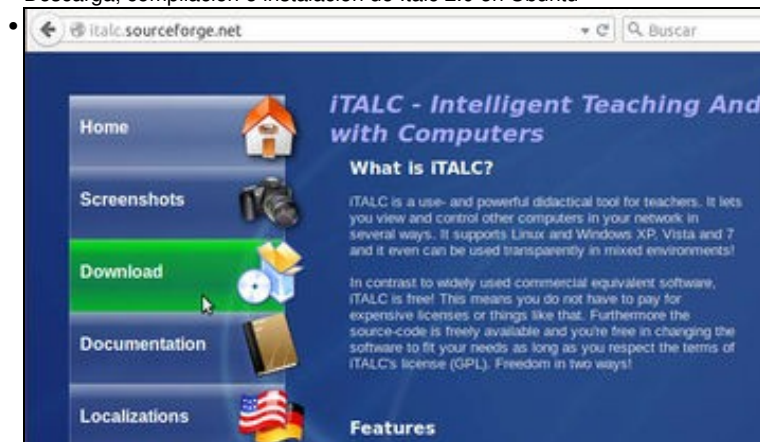 Descarga, compilación e instalación de Italc 2.0 en Ubuntu
italc.sourceforge.net
Buscar
iTALC - Intelligent Teaching And
with Computers
Home
What is iTALC?
Screenshots
iTALC is a use- and powerful didactical tool for teachers. It lets
you view and control other computers in your network in
several ways. It supports Linux and Windows XP, Vista and 7
and it even can be used transparently in mixed environments!
Download
In contrast to widely used commercial equivalent software,
iTALC is free! This means you do not have to pay for
expensive licenses or things like that. Furthermore the
source-code is freely available and you're free in changing the
software to fit your needs as long as you respect the terms of
iTALC's license (GPL). Freedom in two ways!
Documentation
Localizations
Features